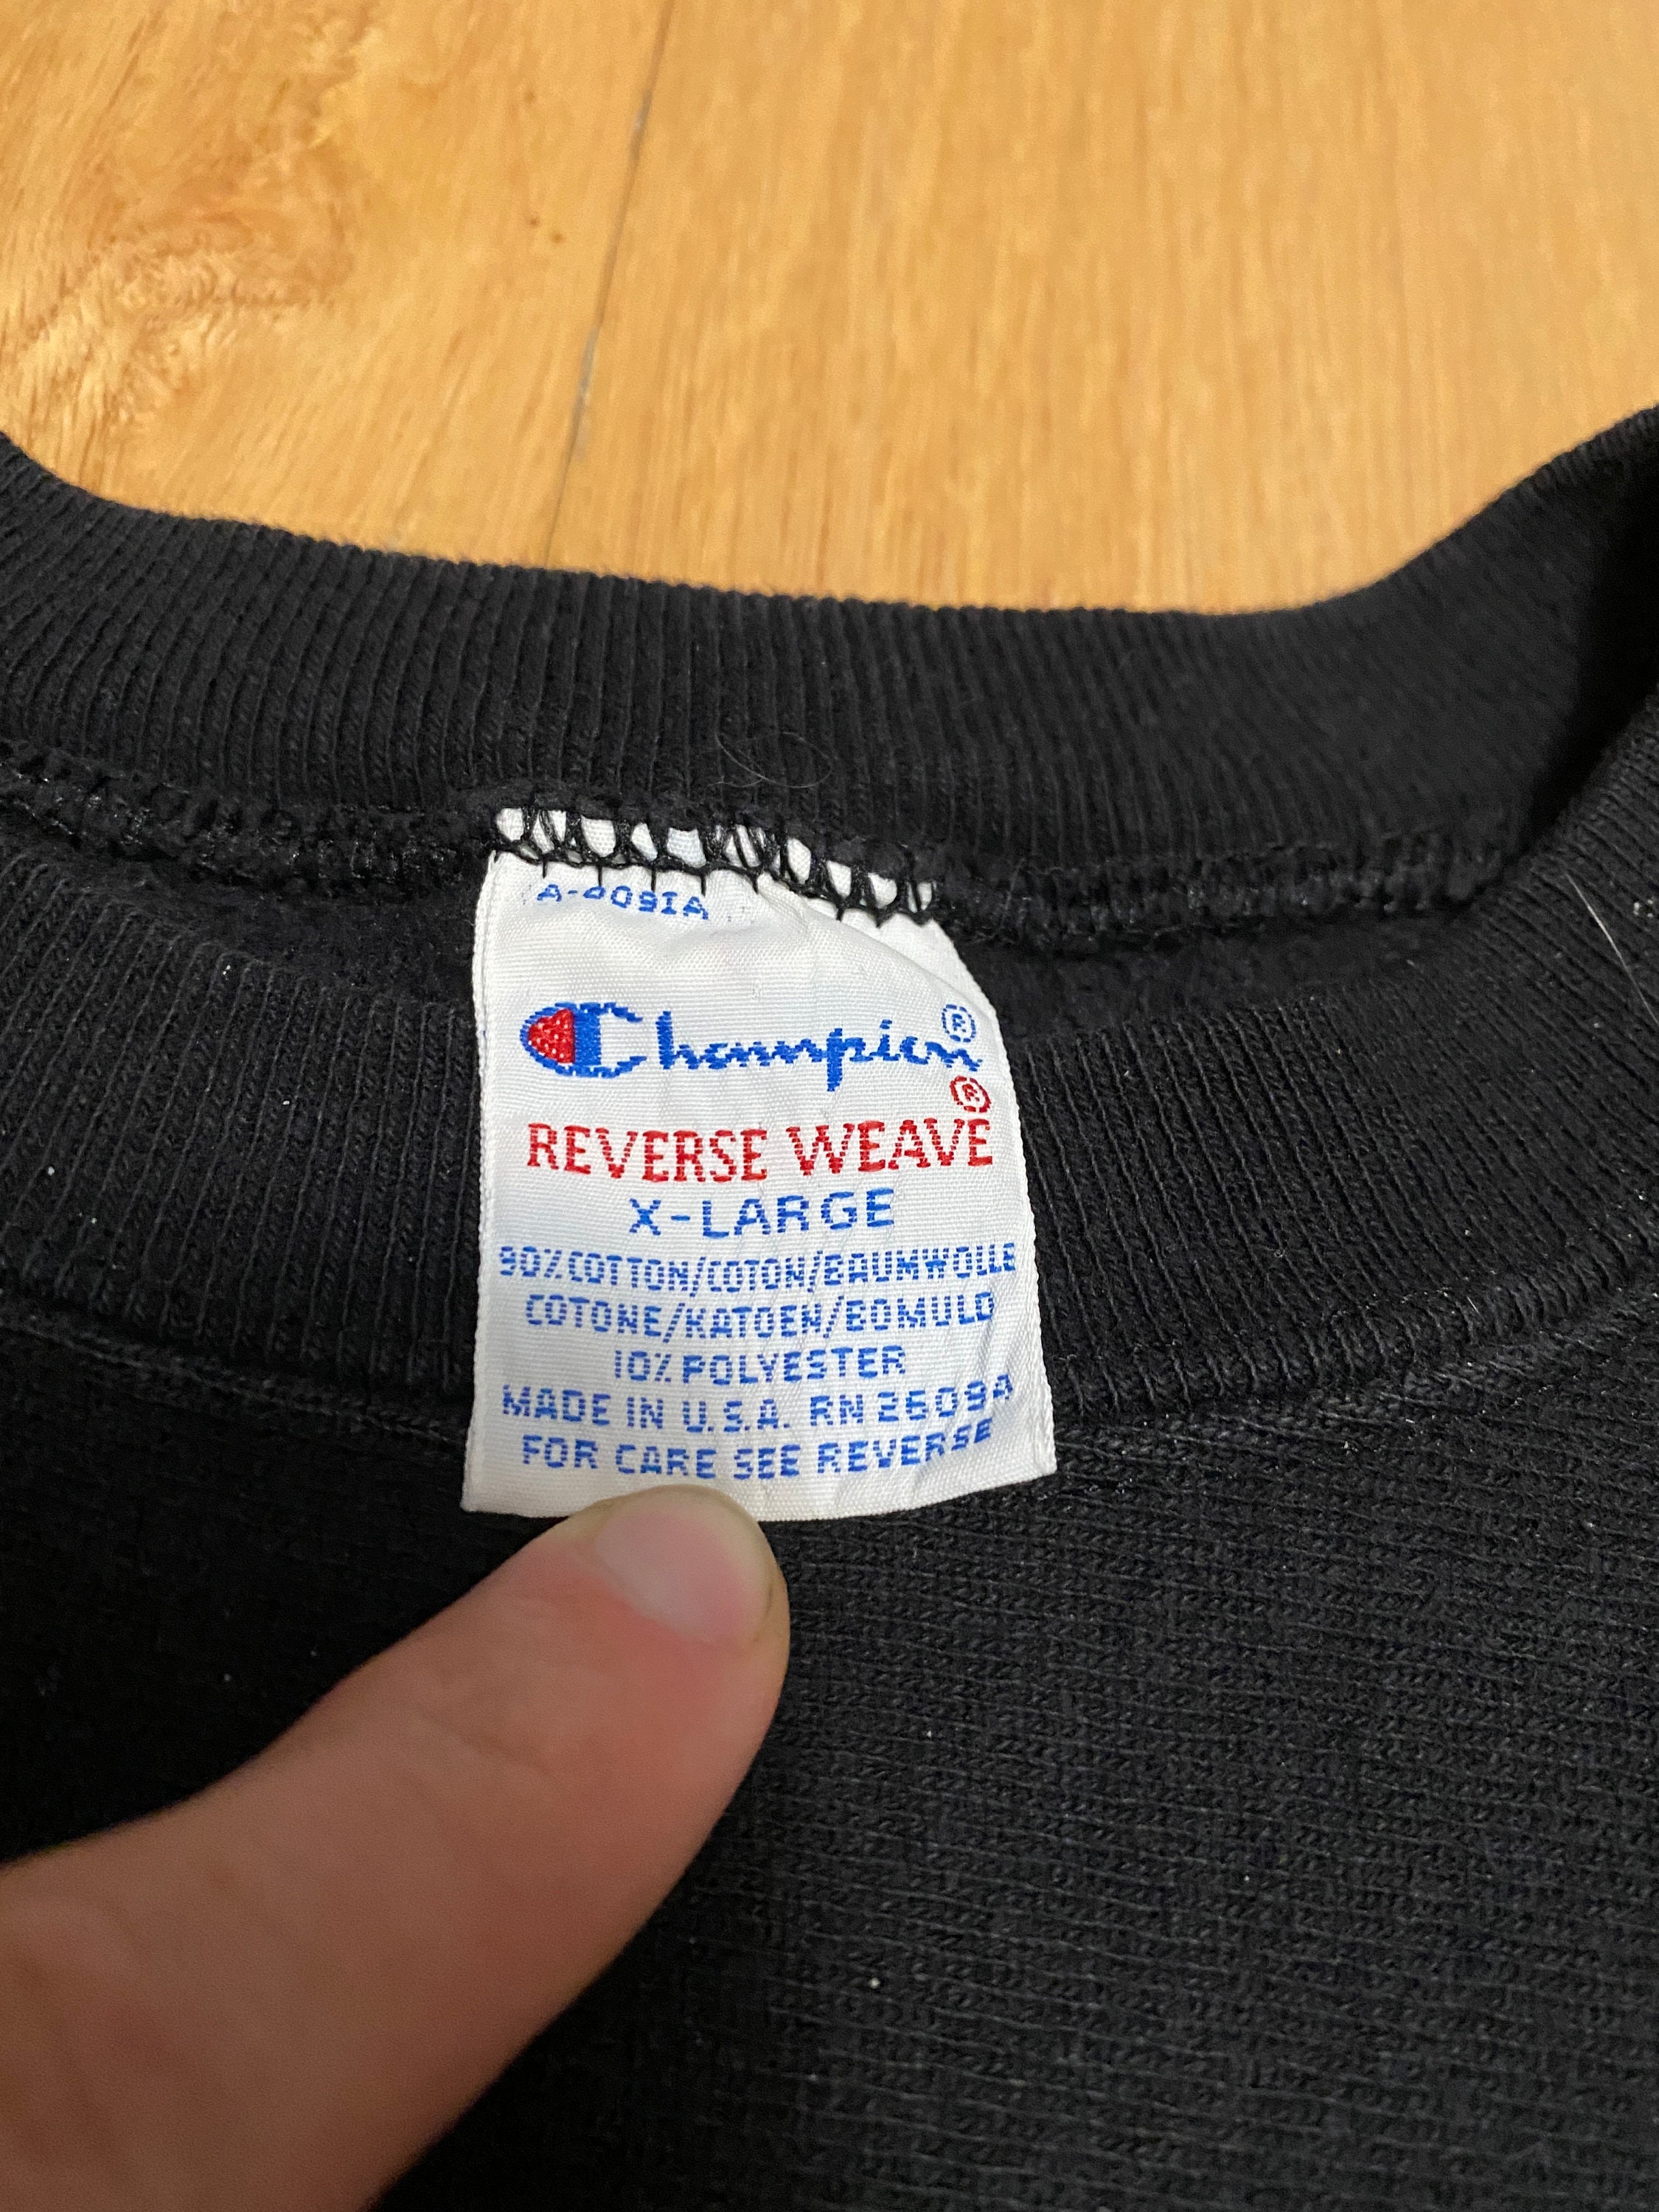 A-409IA
Champion®
REVERSE WEAVE®
X-LARGE
90% COTTON/COTON/BAUMWOLLE
COTONE/KATOEN/BOMULD
10% POLYESTER
MADE IN U.S.A. RN 26094
FOR CARE SEE REVERSE